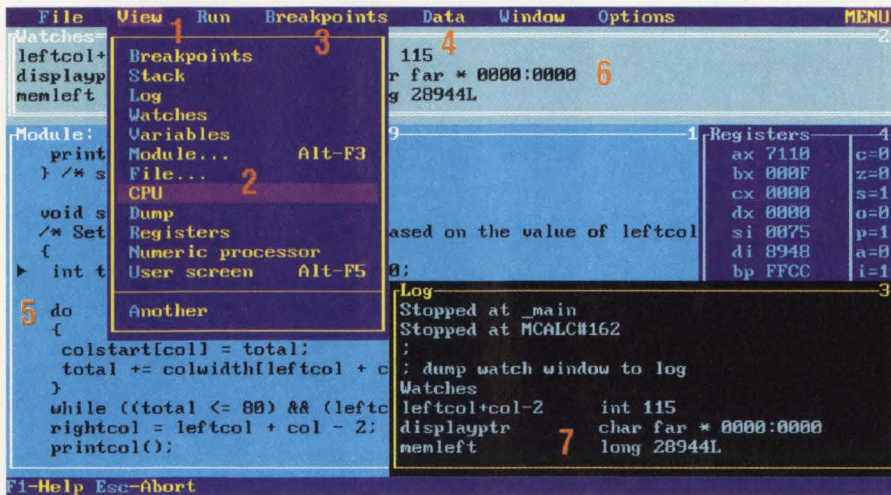 File View Run Breakpoints Data Window Options MENU
1 3 4
Watches 2
leftcol+ 115
displayp r far * 0000:0000 6
memleft g 28944L
Breakpoints
Stack
Log
Watches
Variables
Module... Alt-F3
File...
CPU 2
Dump
Registers
Numeric processor
User screen Alt-F5
Another
Module: 9 1
print
} /* s
void s
/* Set ased on the value of leftcol
{
int t 0;
5 do
{
colstart[col] = total;
total += colwidth[leftcol + c
}
while ((total <= 80) && (leftc
rightcol = leftcol + col - 2;
printcol();
Registers 4
ax 7110 c=0
bx 000F z=0
cx 0000 s=1
dx 0000 o=0
si 0075 p=1
di 8948 a=0
bp FFCC i=1
Log 3
Stopped at _main
Stopped at MCALC#162
;
; dump watch window to log
Watches
leftcol+col-2 int 115
displayptr char far * 0000:0000
memleft 7 long 28944L
F1-Help Esc-Abort